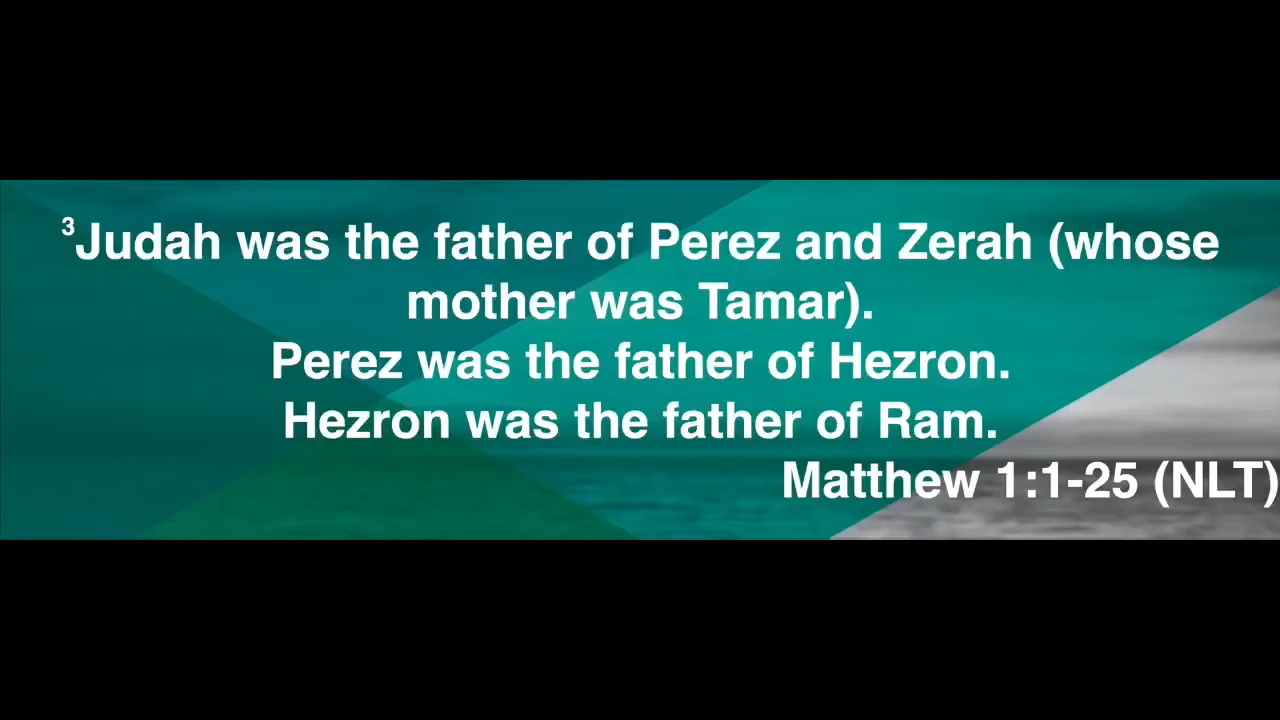 ³Judah was the father of Perez and Zerah (whose
mother was Tamar).
Perez was the father of Hezron.
Hezron was the father of Ram.
Matthew 1:1-25 (NLT)